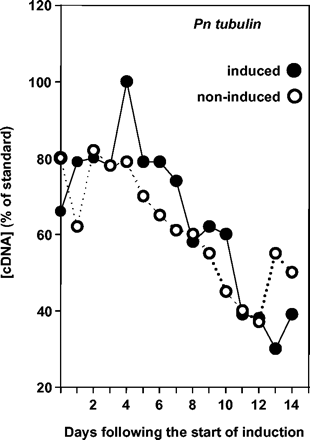 Pn tubulin
induced
non-induced
[cDNA] (% of standard)
120
100
80
60
40
20
2 4 6 8 10 12 14
Days following the start of induction